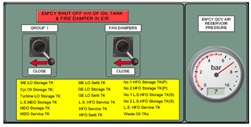 EMCY SHUT OFF V/V OF OIL TANK
& FIRE DAMPER IN E/R
EMCY QCV AIR
RESERVOIR
PRESSURE
GROUP I
FAN DAMPERS
CLOSE
CLOSE
bar
ME LO Storage TK
Cyl Oil Storage TK
Turbine LO Storage TK
L.S MDO Storage TK
MDO Storage TK
ME LO Settl TK
GE LO Storage TK
GE LO Settl TK
L.S. HFO Service TK
MDO Service TK
No 1 HFO Storage TK(P)
No 2 HFO Storage TK(P)
No 1 L.S HFO Storage TK(S)
No 2 L.S HFO Storage TK(S)
L.S. HFO Service TK
HFO Service TK
HFO Settl TK
Waste Oil TKs